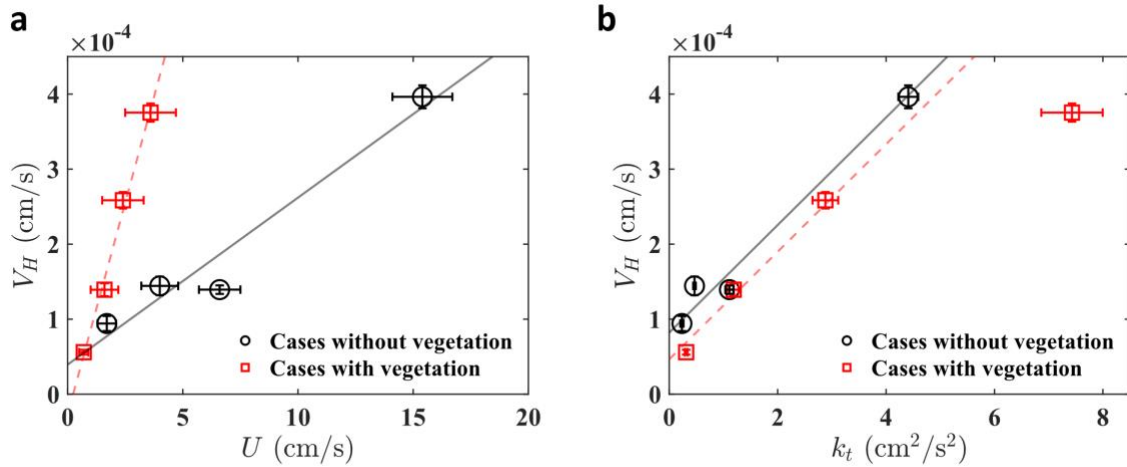 a
×10⁻⁴
V_H (cm/s)
4
3
2
1
0
0 5 10 15 20
U (cm/s)
Cases without vegetation
Cases with vegetation
b
×10⁻⁴
V_H (cm/s)
4
3
2
1
0
0 2 4 6 8
k_t (cm²/s²)
Cases without vegetation
Cases with vegetation